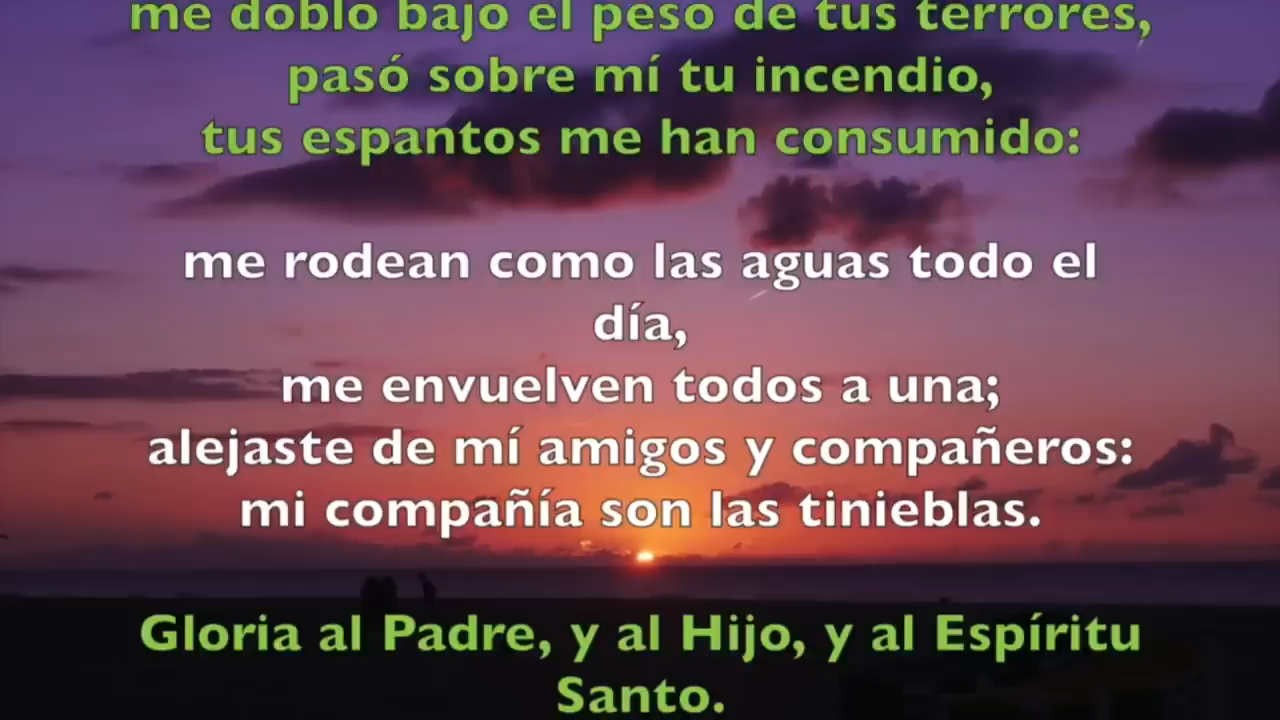 me doblo bajo el peso de tus terrores,
pasó sobre mí tu incendio,
tus espantos me han consumido:
me rodean como las aguas todo el
día,
me envuelven todos a una;
alejaste de mí amigos y compañeros:
mi compañía son las tinieblas.
Gloria al Padre, y al Hijo, y al Espíritu
Santo.